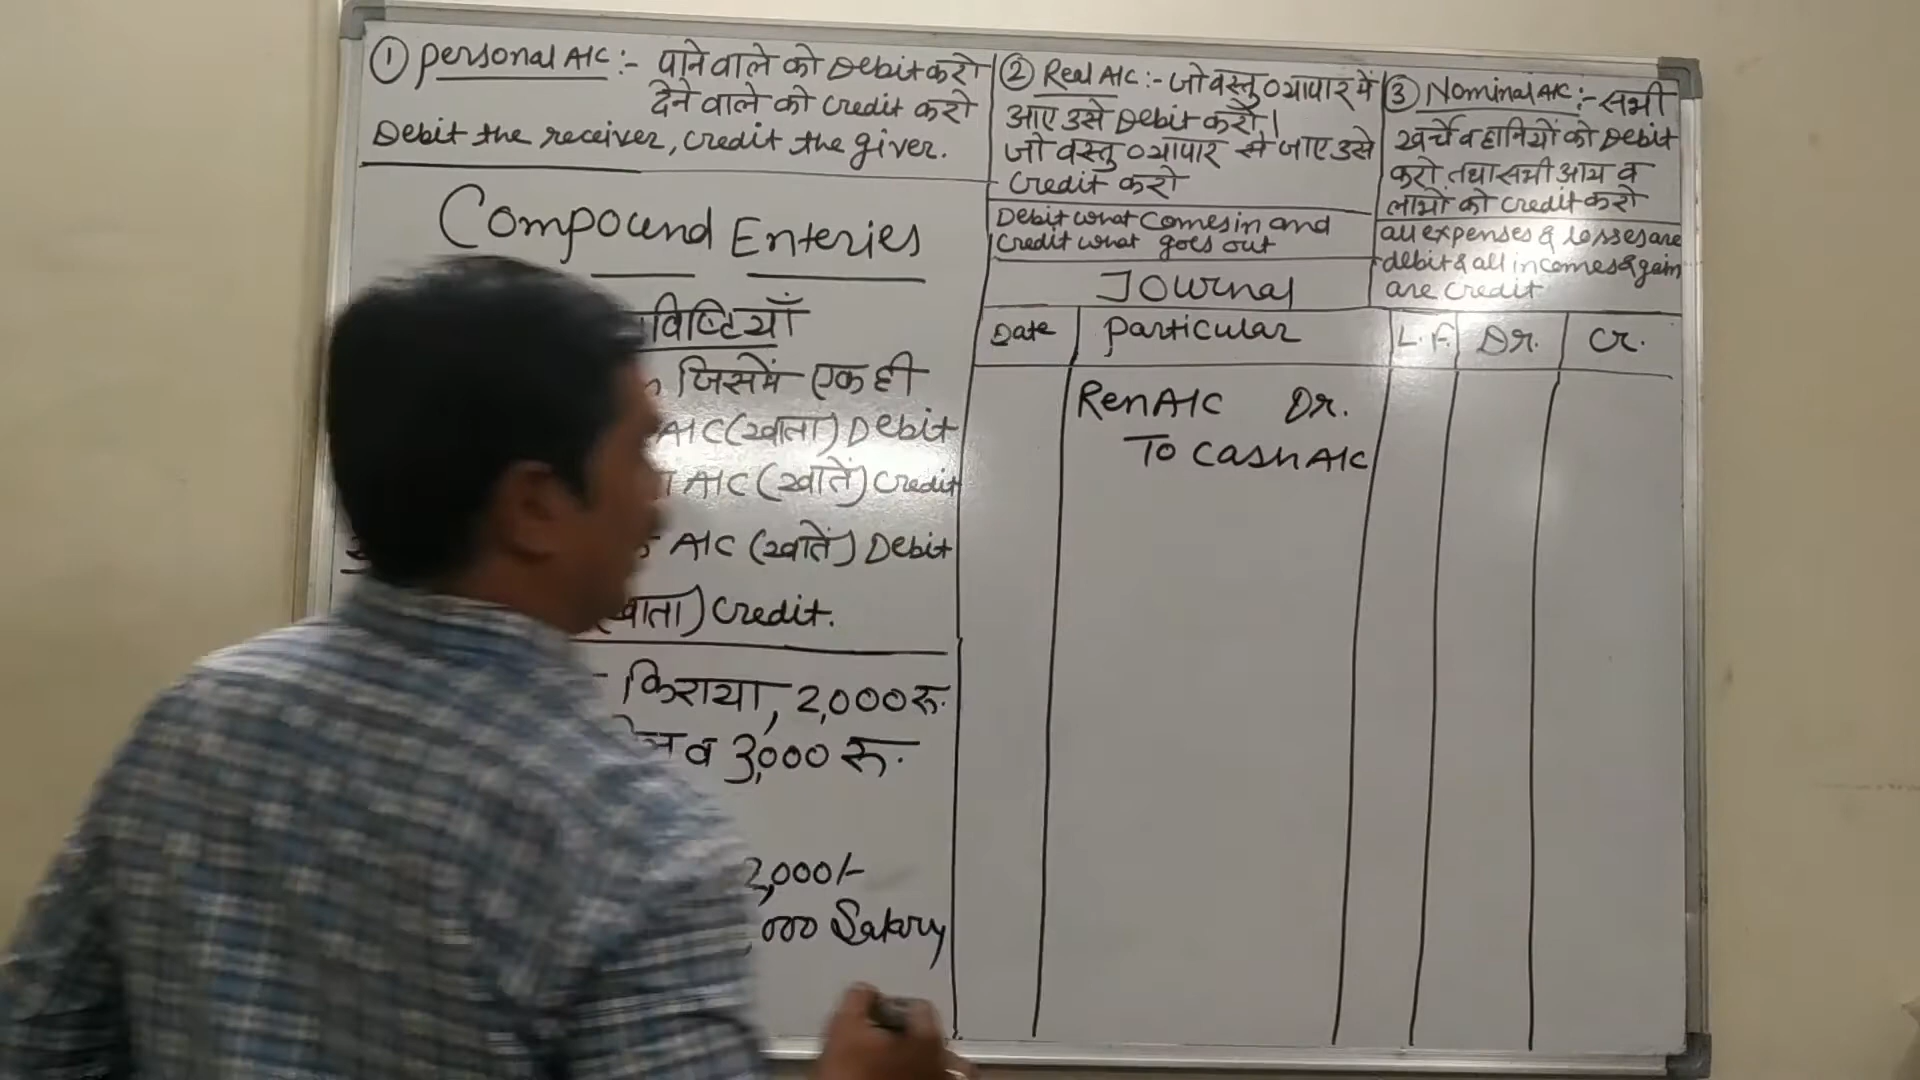 ① Personal A/C :- पाने वाले को Debit करो
देने वाले को Credit करो
Debit the receiver, Credit the giver.
② Real A/C :- जो वस्तु व्यापार में
आए उसे Debit करो।
जो वस्तु व्यापार से जाए उसे
Credit करो
Debit what comes in and
Credit what goes out
③ Nominal A/C :- सभी
खर्चे व हानियों को Debit
करो तथा सभी आय व
लाभों को Credit करो
all expenses & losses are
debit & all incomes & gain
are credit
Compound Enteries
विष्टियाँ
जिसमें एक ही
A/C (खाता) Debit
A/C (खातें) Credit
A/C (खातें) Debit
खाता) Credit.
किराया, 2,000 रु.
व 3,000 रु.
2,000/-
,000 Salary
Journal
Date Particular L.F. Dr. Cr.
Ren A/C Dr.
To Cash A/C